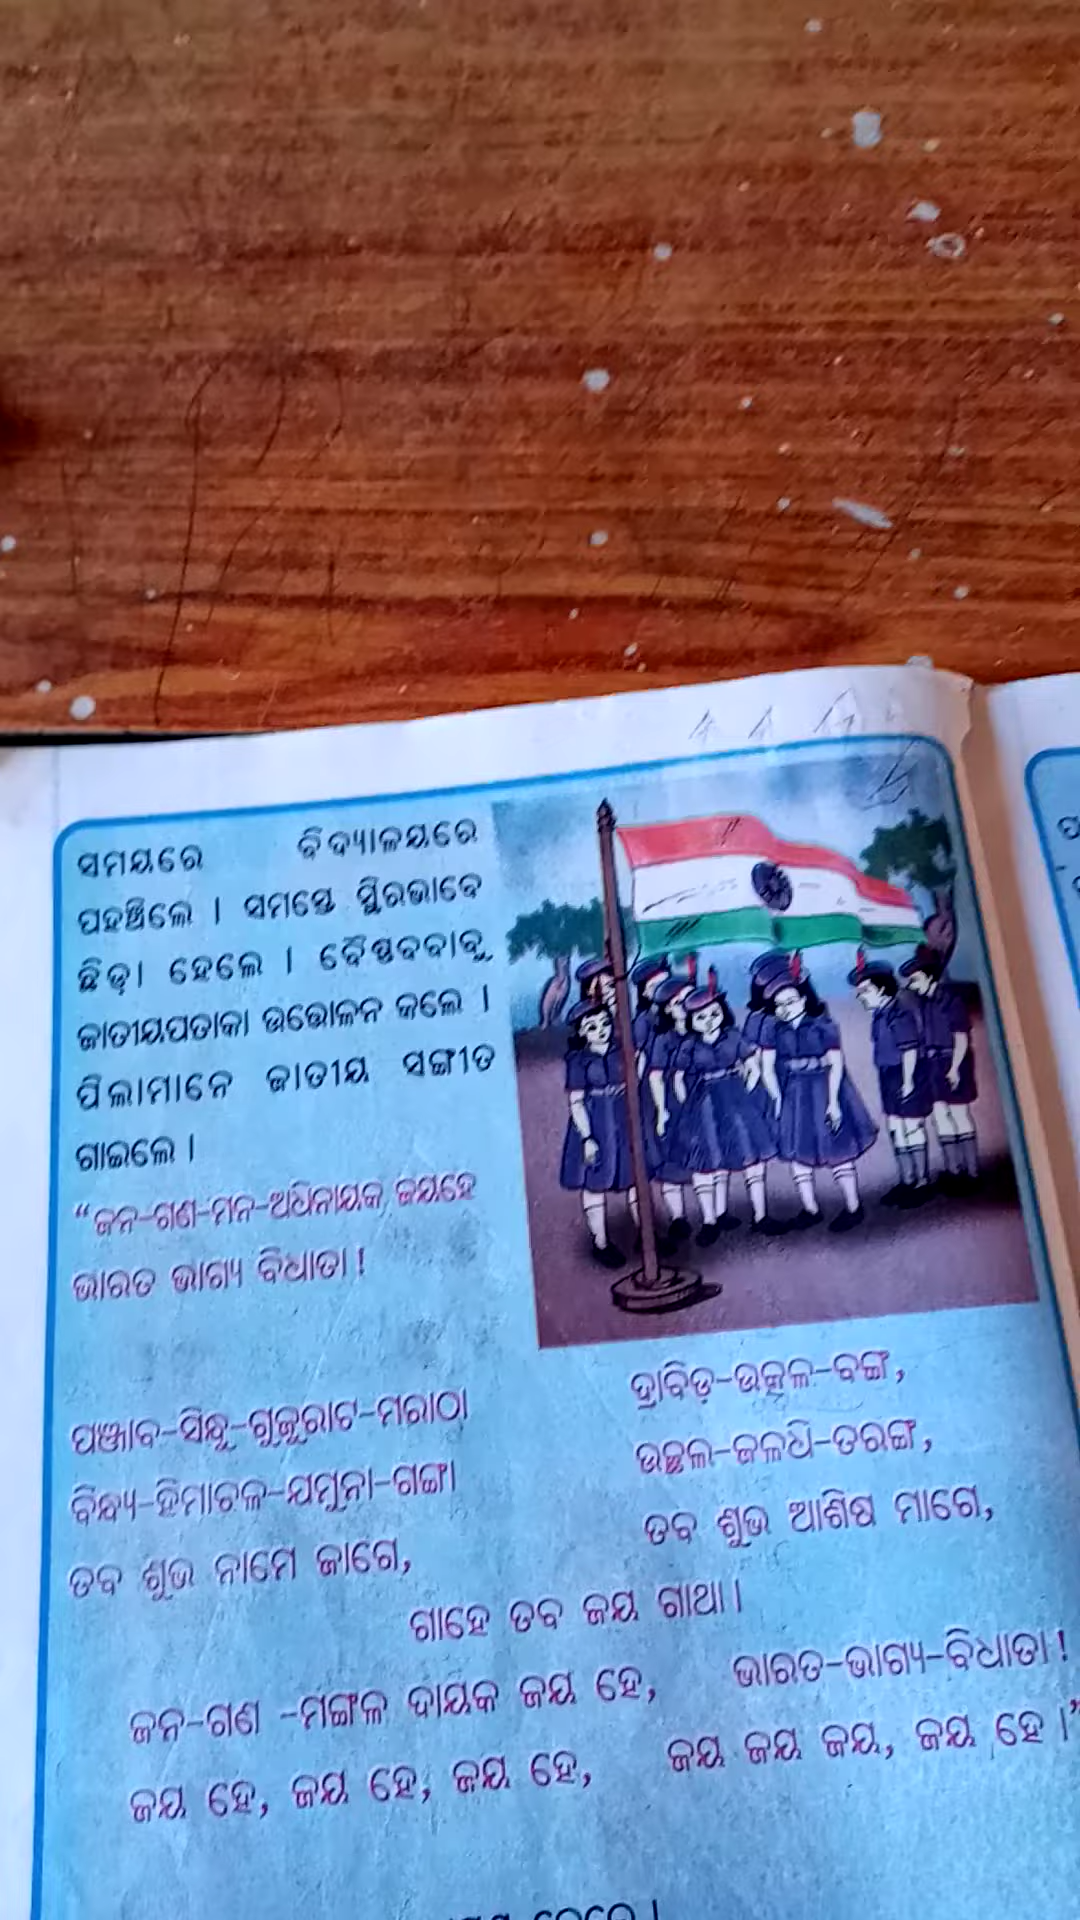 ସମୟରେ ବିଦ୍ୟାଳୟରେ
ପହଞ୍ଚିଲେ । ସମସ୍ତେ ସ୍ଥିରଭାବେ
ଛିଡ଼ା ହେଲେ । ବୈଷ୍ଣବବାବୁ
ଜାତୀୟପତାକା ଉତ୍ତୋଳନ କଲେ ।
ପିଲାମାନେ ଜାତୀୟ ସଙ୍ଗୀତ
ଗାଇଲେ ।
“ଜନ-ଗଣ-ମନ-ଅଧିନାୟକ ଜୟହେ
ଭାରତ ଭାଗ୍ୟ ବିଧାତା !
ପଞ୍ଜାବ-ସିନ୍ଧୁ-ଗୁଜୁରାଟ-ମରାଠା
ଦ୍ରାବିଡ଼-ଉତ୍କଳ-ବଙ୍ଗ,
ବିନ୍ଧ୍ୟ-ହିମାଚଳ-ଯମୁନା-ଗଙ୍ଗା
ଉଚ୍ଛଳ-ଜଳଧି-ତରଙ୍ଗ,
ତବ ଶୁଭ ନାମେ ଜାଗେ,
ତବ ଶୁଭ ଆଶିଷ ମାଗେ,
ଗାହେ ତବ ଜୟ ଗାଥା ।
ଜନ-ଗଣ -ମଙ୍ଗଳ ଦାୟକ ଜୟ ହେ, ଭାରତ-ଭାଗ୍ୟ-ବିଧାତା !
ଜୟ ହେ, ଜୟ ହେ, ଜୟ ହେ, ଜୟ ଜୟ ଜୟ, ଜୟ ହେ ।”